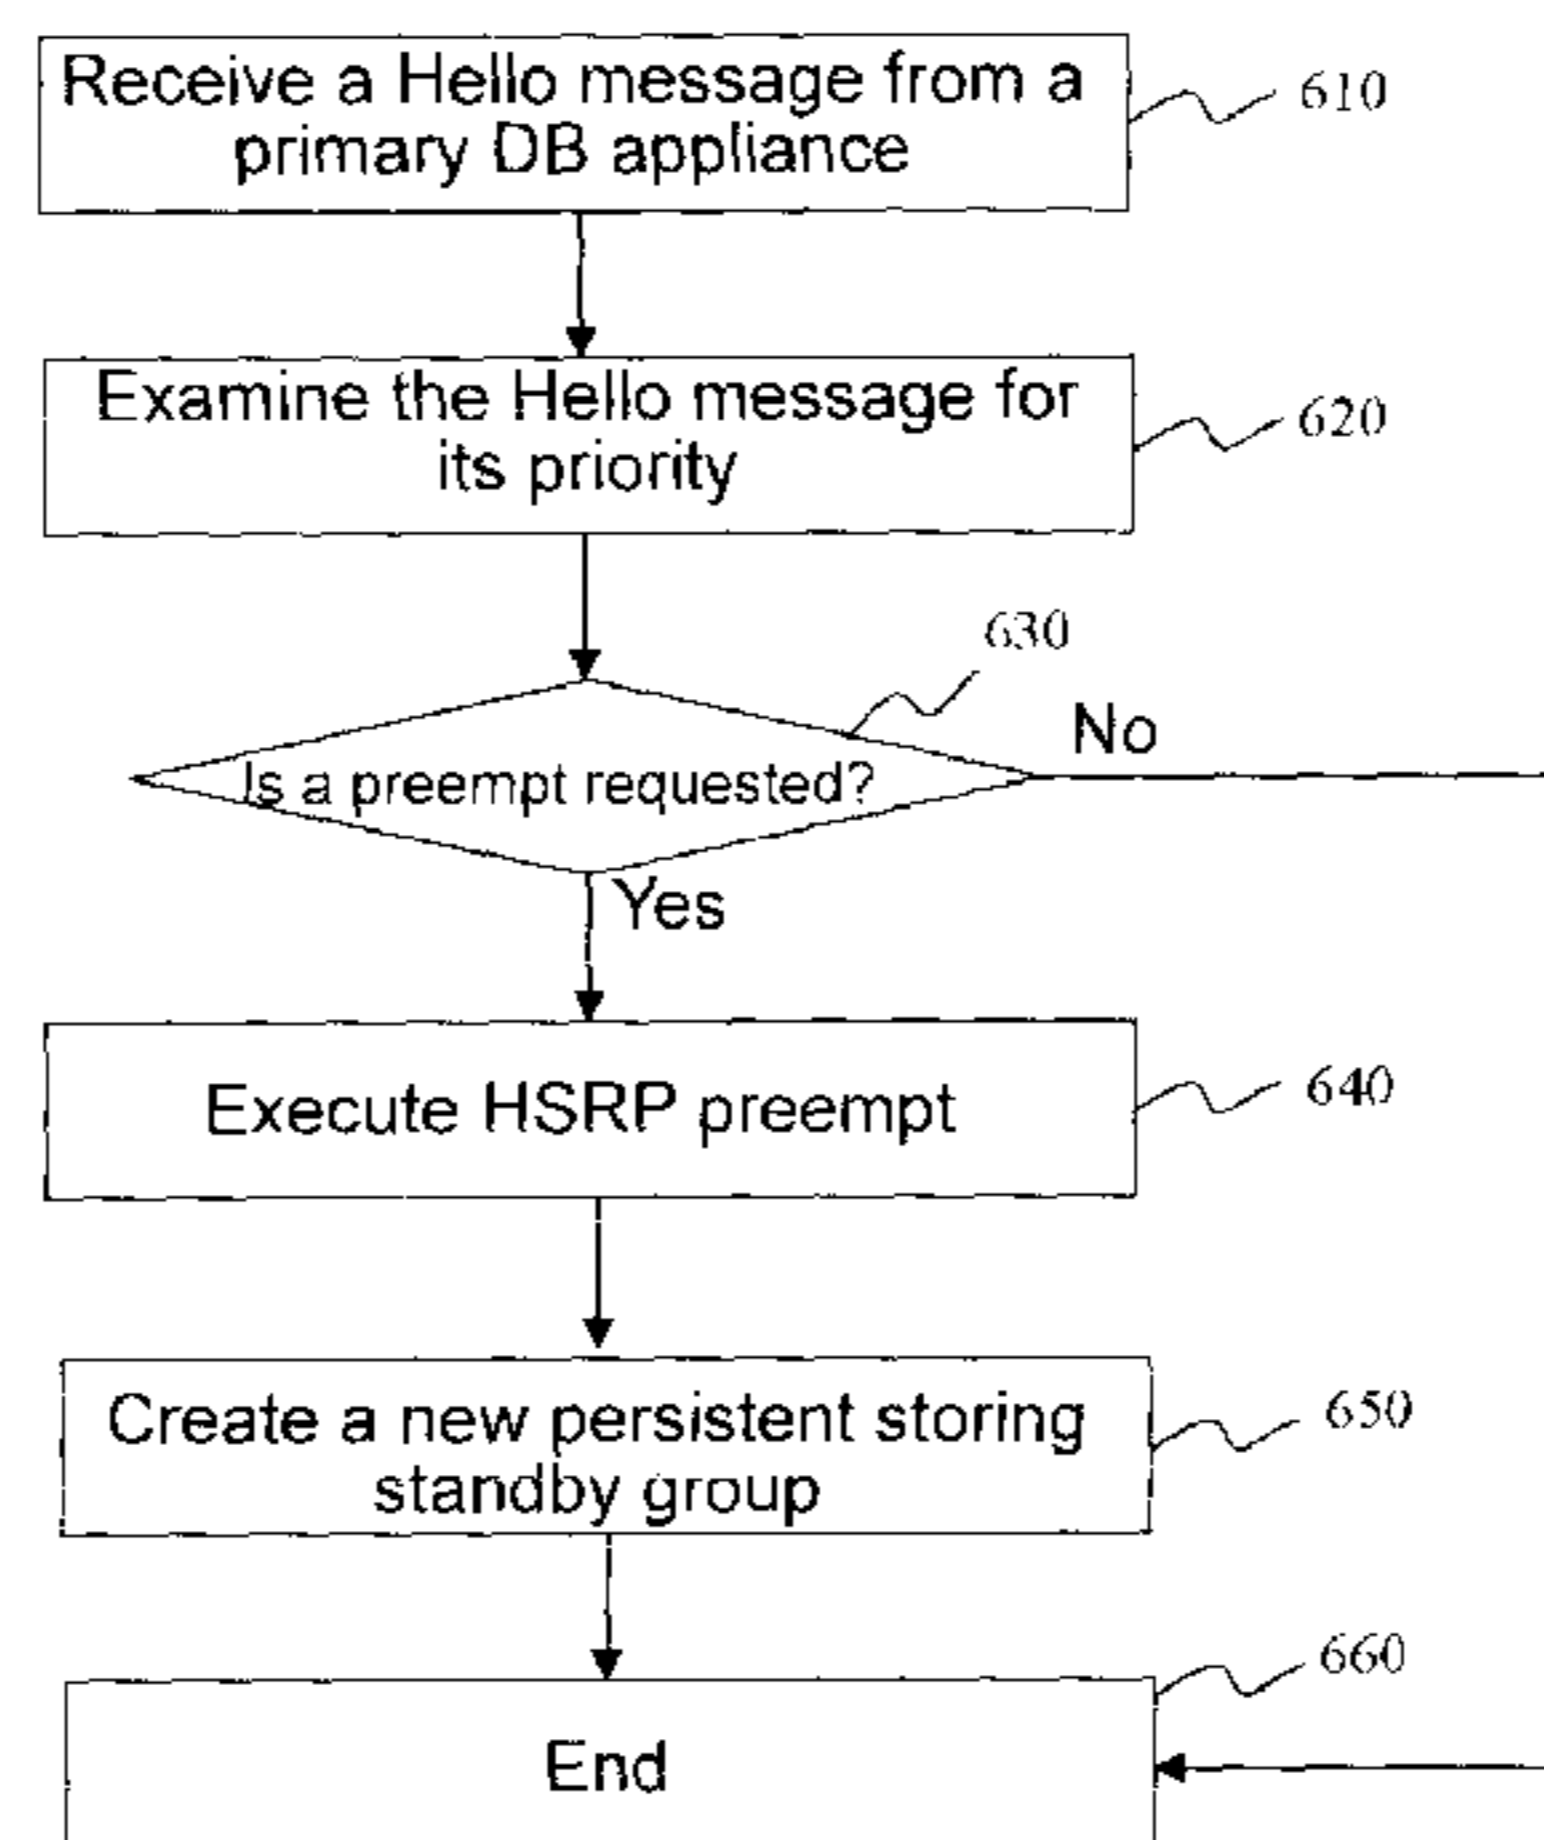 Receive a Hello message from a
primary DB appliance
610
Examine the Hello message for
its priority
620
630
Is a preempt requested?
No
Yes
Execute HSRP preempt
640
Create a new persistent storing
standby group
650
660
End